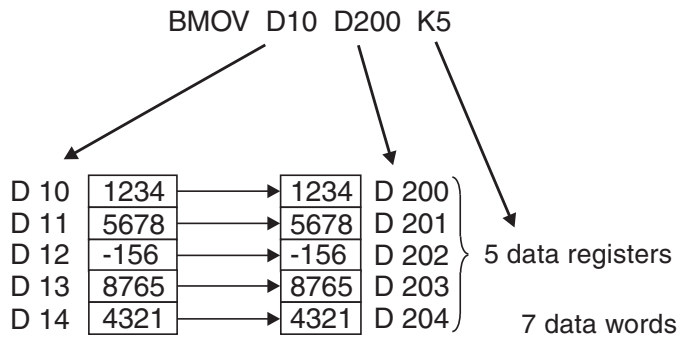 BMOV D10 D200 K5
D 10 1234 1234 D 200
D 11 5678 5678 D 201
D 12 -156 -156 D 202 5 data registers
D 13 8765 8765 D 203
D 14 4321 4321 D 204
7 data words